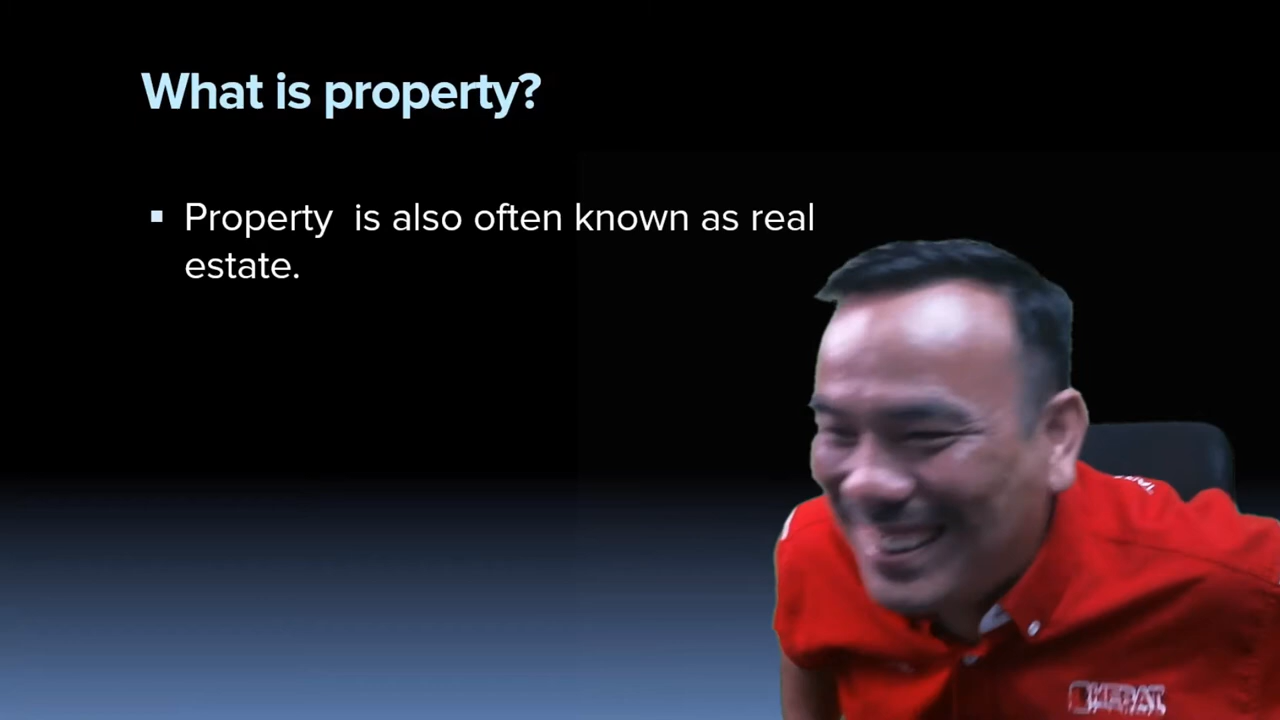 What is property?
▪ Property  is also often known as real
estate.